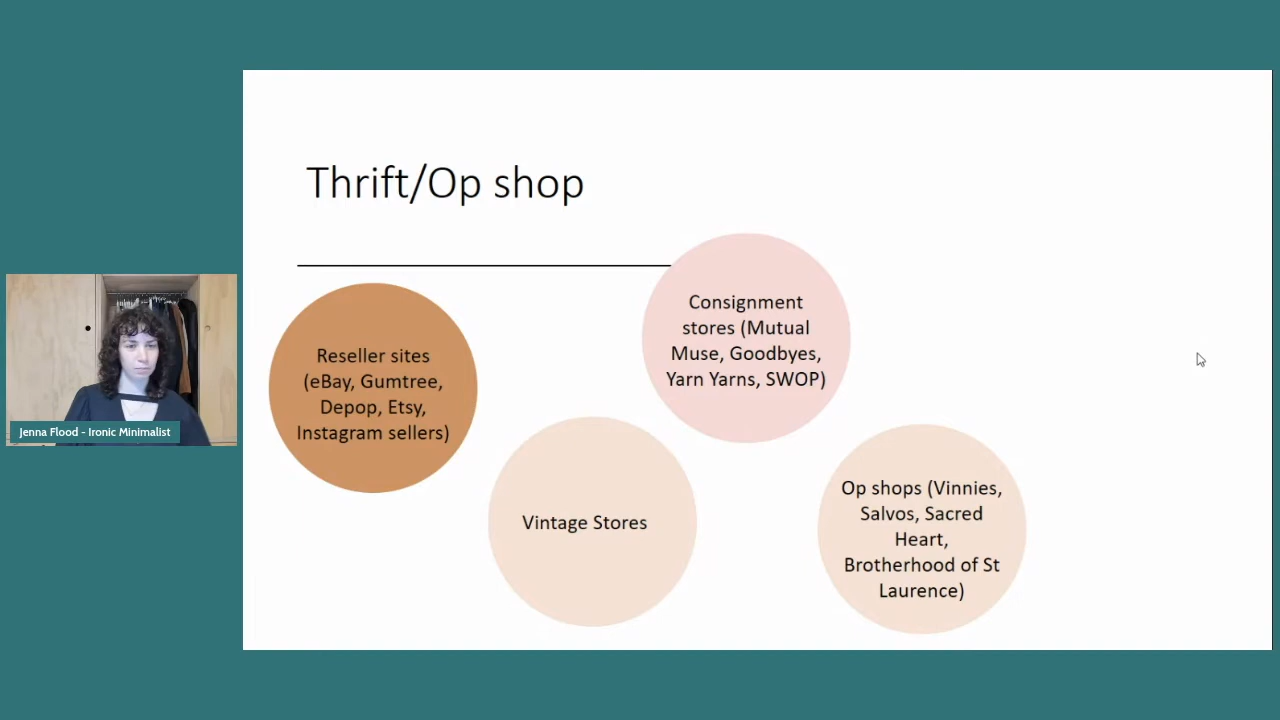 Thrift/Op shop
Consignment
stores (Mutual
Muse, Goodbyes,
Yarn Yarns, SWOP)
Reseller sites
(eBay, Gumtree,
Depop, Etsy,
Instagram sellers)
Vintage Stores
Op shops (Vinnies,
Salvos, Sacred
Heart,
Brotherhood of St
Laurence)
Jenna Flood - Ironic Minimalist